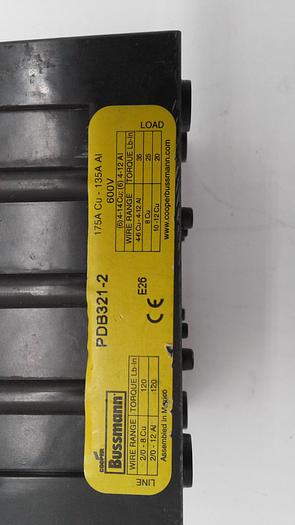 COOPER
Bussmann
PDB321-2
175A Cu - 135A Al
600V
E26
CE
LINE
WIRE RANGE TORQUE Lb-In
2/0 - 8 Cu 120
2/0 - 12 Al 120
Assembled in Mexico
LOAD
(6) 4-14 Cu; (6) 4-12 Al
WIRE RANGE TORQUE Lb-In
4-6 Cu 4-12 Al 35
8 Cu 25
10 -12 Cu 20
www.cooperbussmann.com